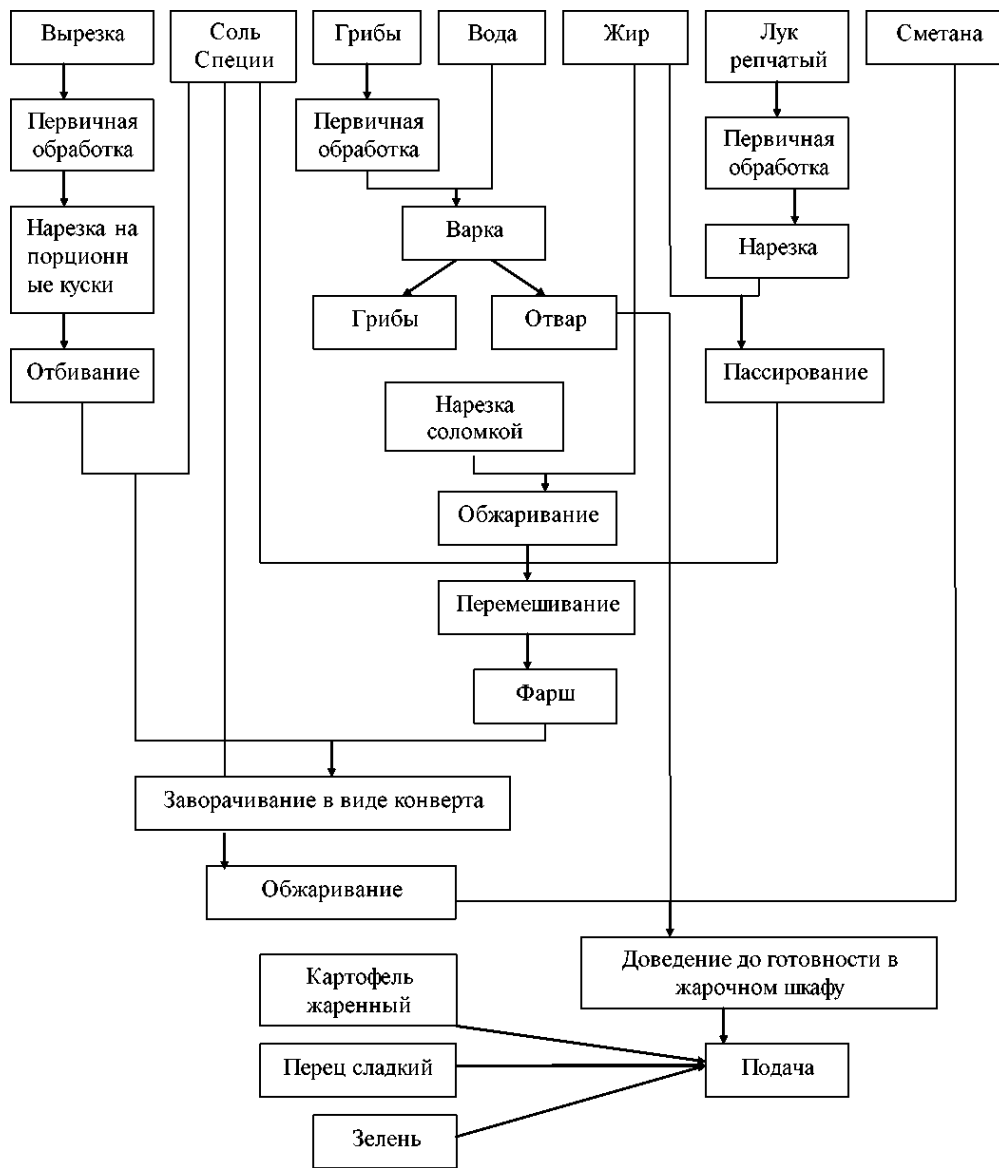 Вырезка
Соль
Специи
Грибы
Вода
Жир
Лук
репчатый
Сметана
Первичная
обработка
Первичная
обработка
Первичная
обработка
Нарезка на
порционн
ые куски
Варка
Нарезка
Грибы
Отвар
Отбивание
Пассирование
Нарезка
соломкой
Обжаривание
Перемешивание
Фарш
Заворачивание в виде конверта
Обжаривание
Доведение до готовности в
жарочном шкафу
Картофель
жаренный
Перец сладкий
Подача
Зелень